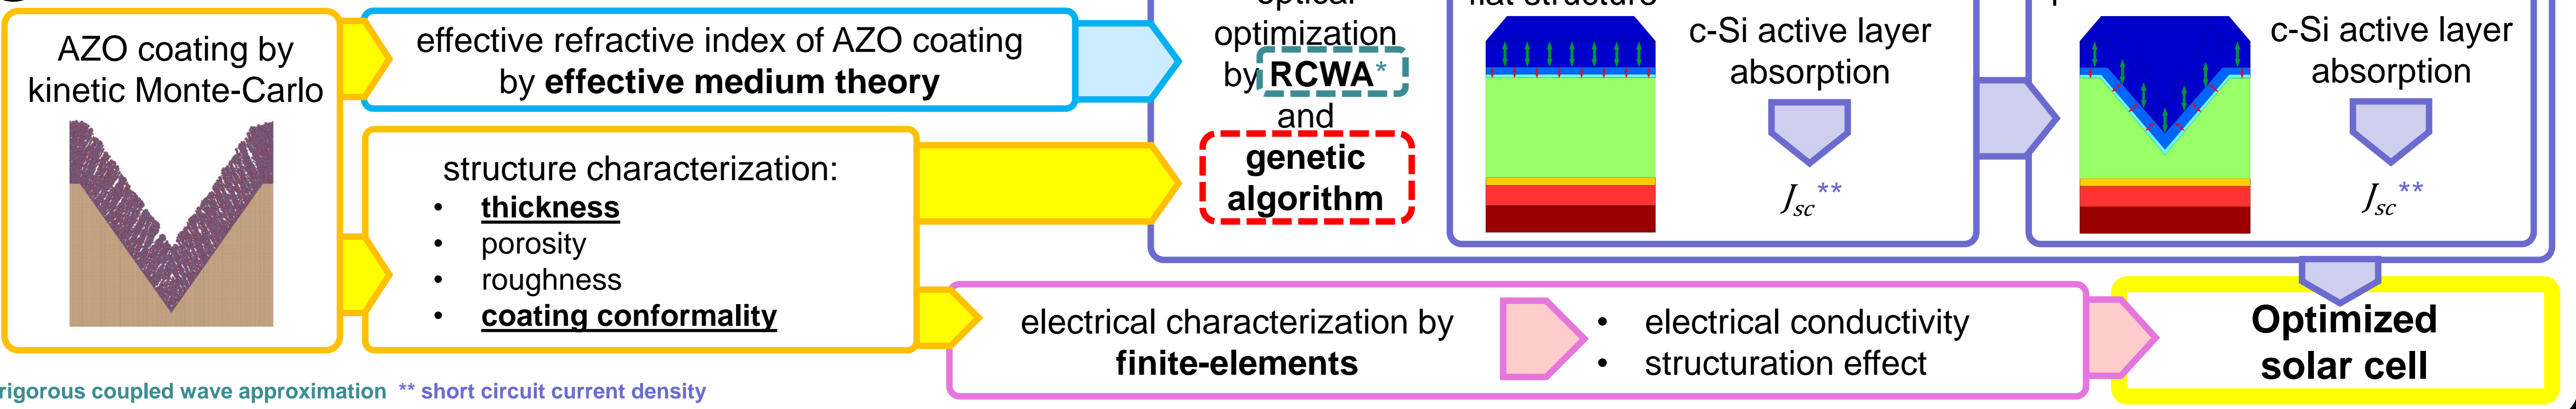 AZO coating by
kinetic Monte-Carlo
effective refractive index of AZO coating
by effective medium theory
structure characterization:
• thickness
• porosity
• roughness
• coating conformality
optical
optimization
by RCWA*
and
genetic
algorithm
flat structure
c-Si active layer
absorption
Jsc**
c-Si active layer
absorption
Jsc**
electrical characterization by
finite-elements
• electrical conductivity
• structuration effect
Optimized
solar cell
rigorous coupled wave approximation ** short circuit current density